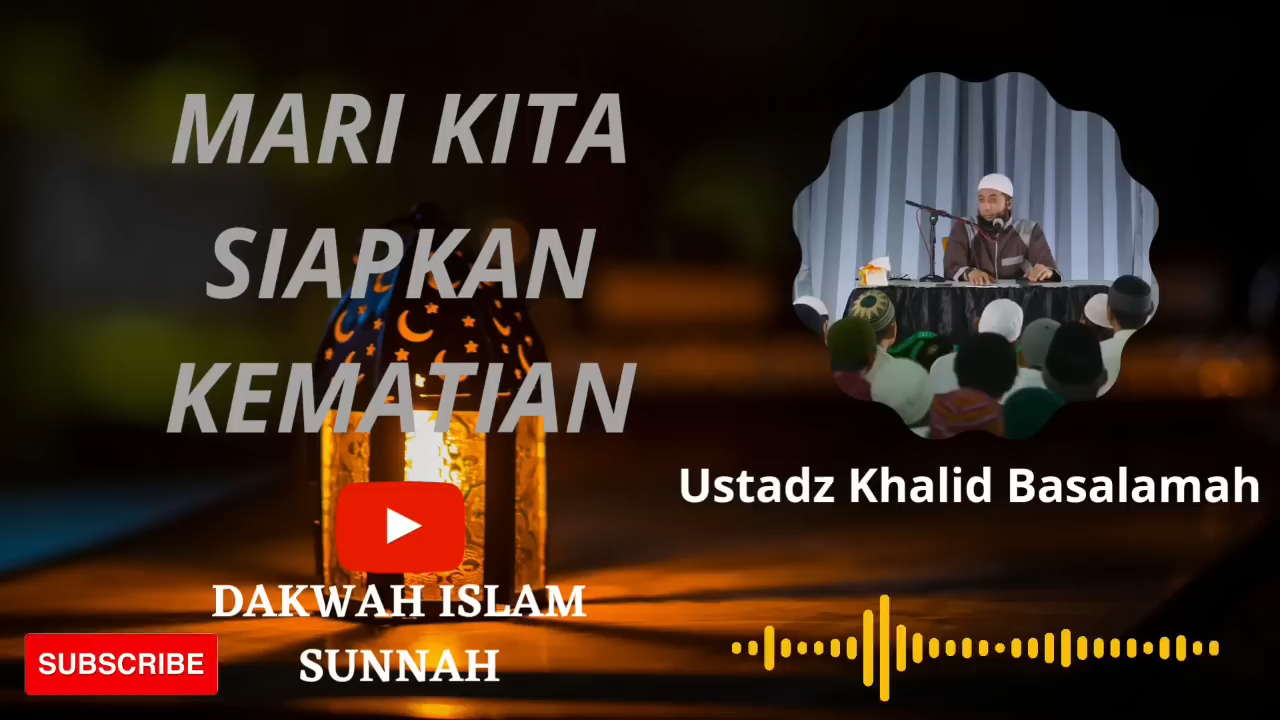 MARI KITA
SIAPKAN
KEMATIAN
Ustadz Khalid Basalamah
DAKWAH ISLAM
SUNNAH
SUBSCRIBE